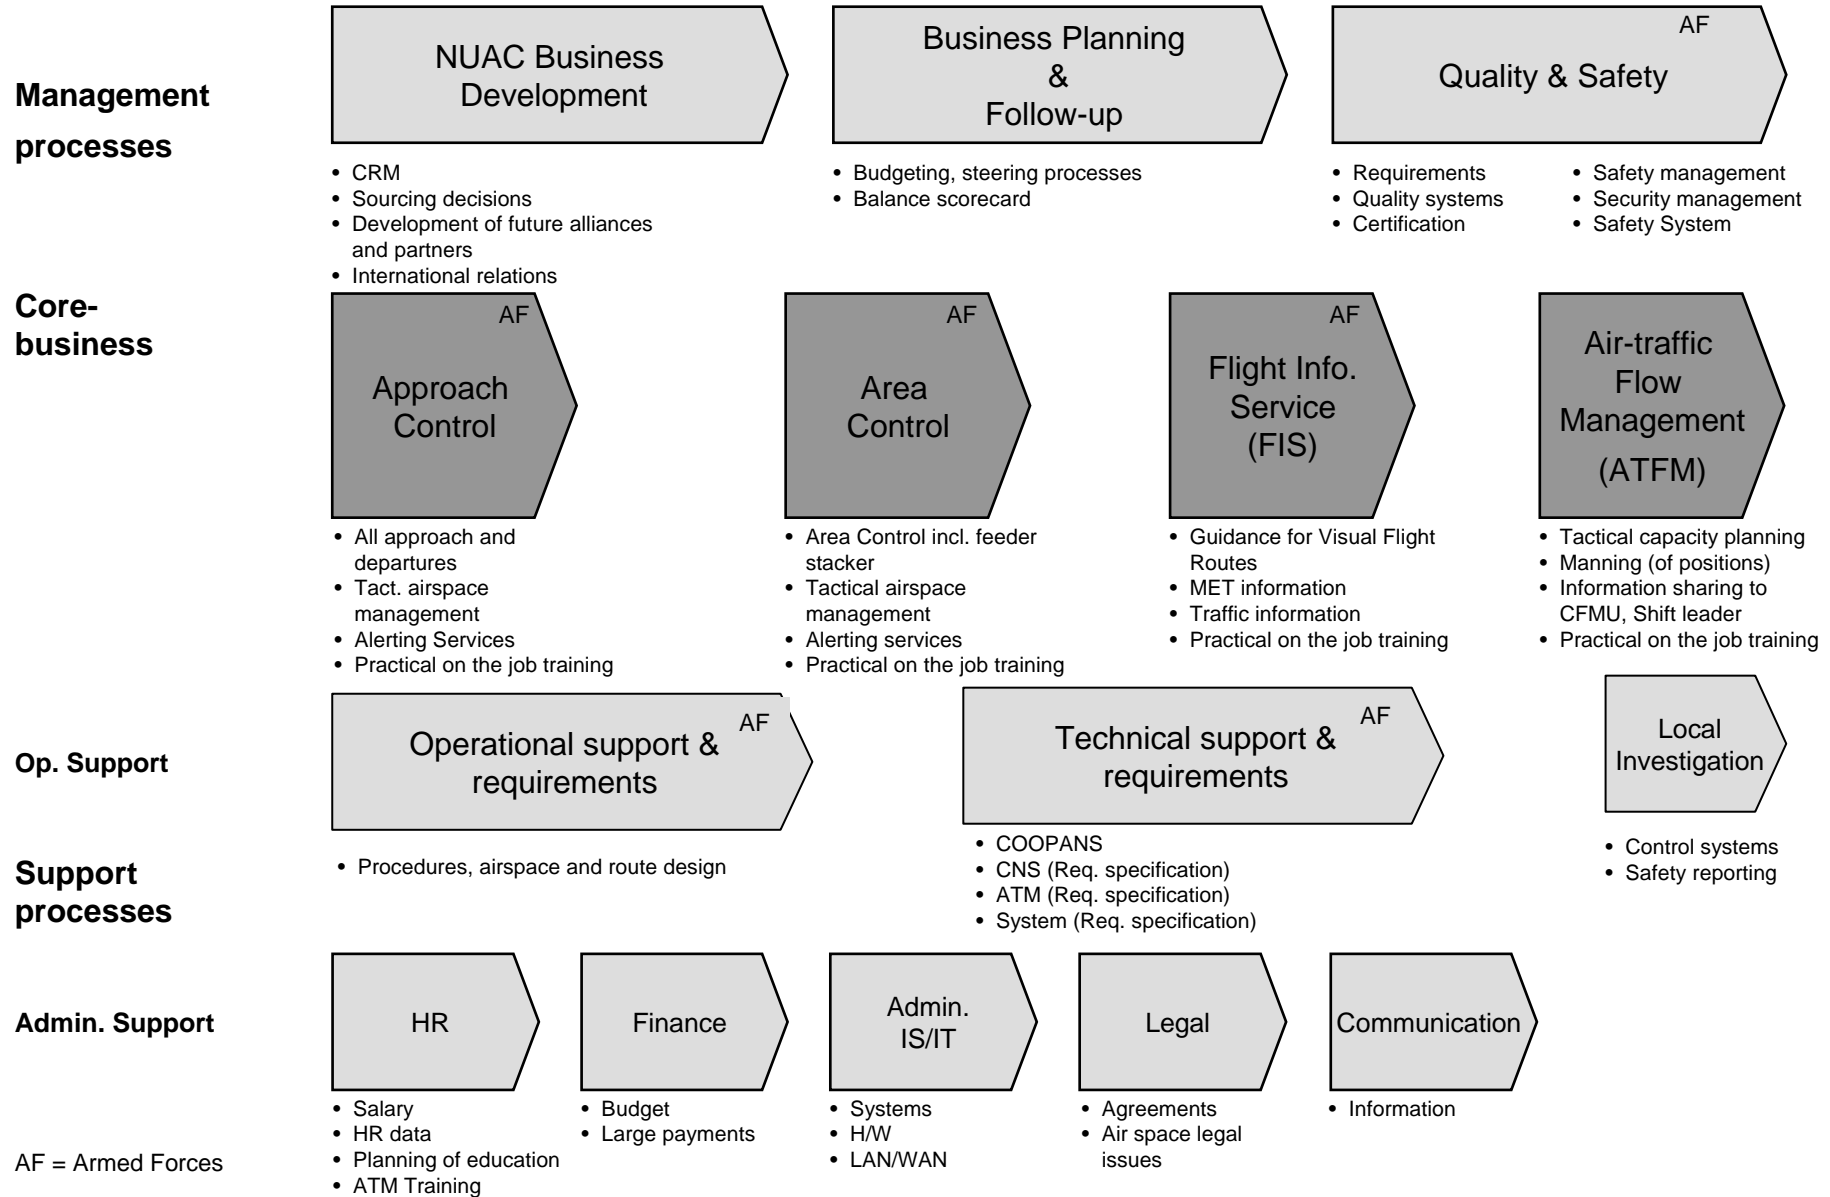 Management
processes
NUAC Business
Development
• CRM
• Sourcing decisions
• Development of future alliances
and partners
• International relations
Business Planning
&
Follow-up
• Budgeting, steering processes
• Balance scorecard
AF
Quality & Safety
• Requirements
• Quality systems
• Certification
• Safety management
• Security management
• Safety System
Core-
business
AF
Approach
Control
• All approach and
departures
• Tact. airspace
management
• Alerting Services
• Practical on the job training
AF
Area
Control
• Area Control incl. feeder
stacker
• Tactical airspace
management
• Alerting services
• Practical on the job training
AF
Flight Info.
Service
(FIS)
• Guidance for Visual Flight
Routes
• MET information
• Traffic information
• Practical on the job training
Air-traffic
Flow
Management
(ATFM)
• Tactical capacity planning
• Manning (of positions)
• Information sharing to
CFMU, Shift leader
• Practical on the job training
Op. Support
AF
Operational support &
requirements
• Procedures, airspace and route design
AF
Technical support &
requirements
• COOPANS
• CNS (Req. specification)
• ATM (Req. specification)
• System (Req. specification)
Local
Investigation
• Control systems
• Safety reporting
Support
processes
Admin. Support
HR
• Salary
• HR data
• Planning of education
• ATM Training
Finance
• Budget
• Large payments
Admin.
IS/IT
• Systems
• H/W
• LAN/WAN
Legal
• Agreements
• Air space legal
issues
Communication
• Information
AF = Armed Forces